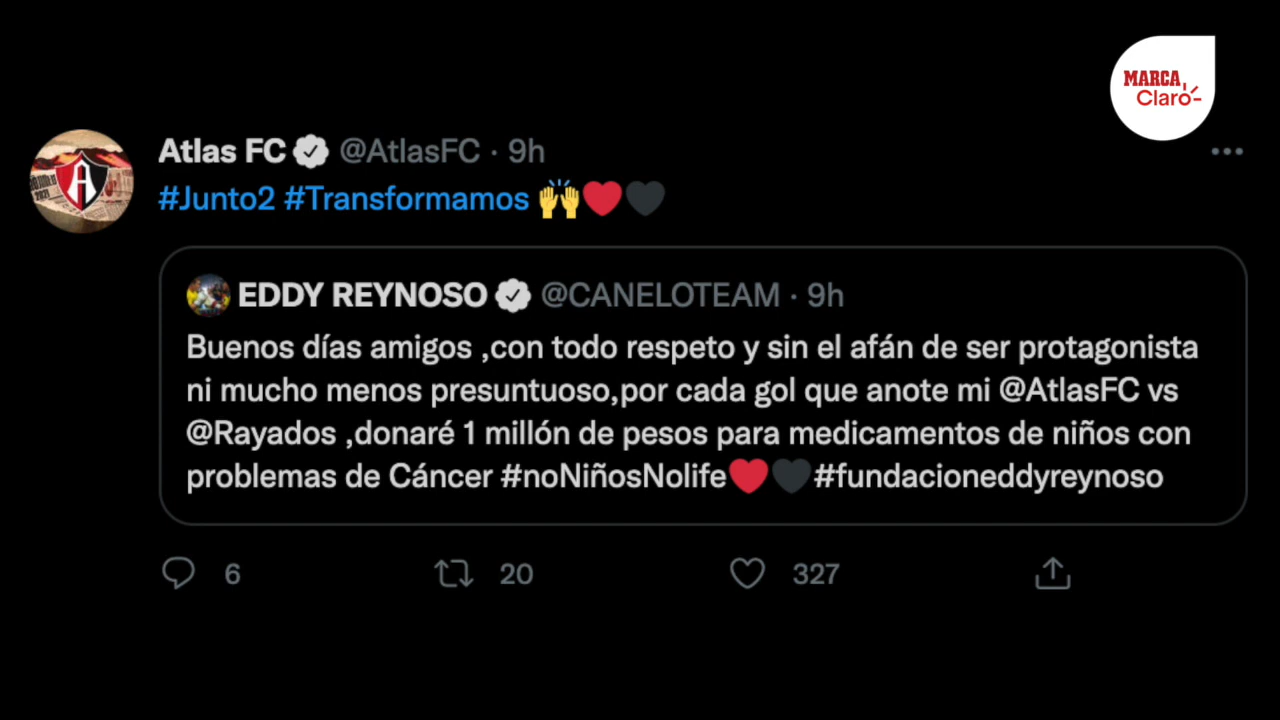 MARCA
Claro
Atlas FC @AtlasFC · 9h
#Junto2 #Transformamos 🙌❤️🖤
EDDY REYNOSO @CANELOTEAM · 9h
Buenos días amigos ,con todo respeto y sin el afán de ser protagonista
ni mucho menos presuntuoso,por cada gol que anote mi @AtlasFC vs
@Rayados ,donaré 1 millón de pesos para medicamentos de niños con
problemas de Cáncer #noNiñosNolife❤️🖤#fundacioneddyreynoso
6 20 327